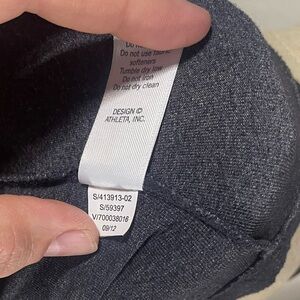 Do not use fabric
softeners
Tumble dry low
Do not iron
Do not dry clean
DESIGN ©
ATHLETA, INC.
S/413913-02
S/59397
V/700038018
09/12